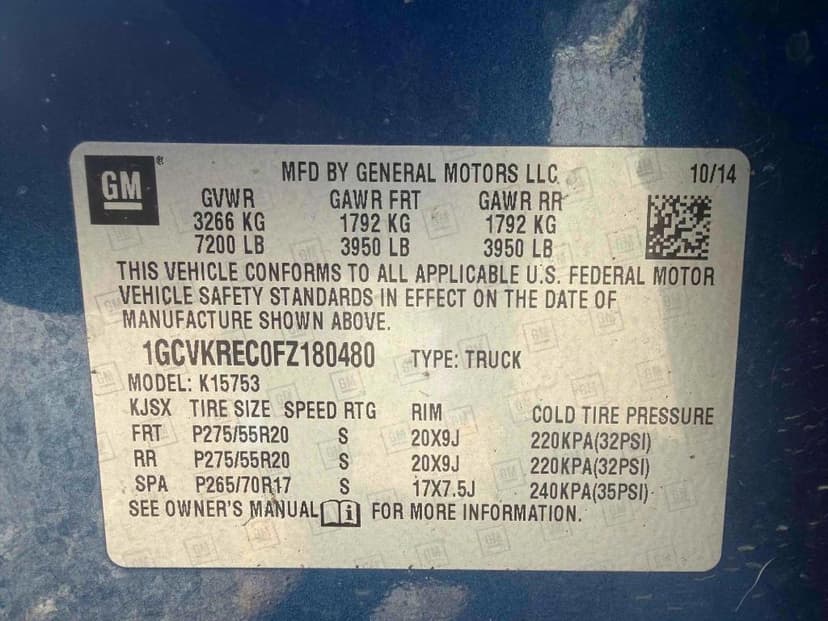 GM® MFD BY GENERAL MOTORS LLC 10/14
GVWR GAWR FRT GAWR RR
3266 KG 1792 KG 1792 KG
7200 LB 3950 LB 3950 LB
THIS VEHICLE CONFORMS TO ALL APPLICABLE U.S. FEDERAL MOTOR
VEHICLE SAFETY STANDARDS IN EFFECT ON THE DATE OF
MANUFACTURE SHOWN ABOVE.
1GCVKREC0FZ180480 TYPE: TRUCK
MODEL: K15753
KJSX TIRE SIZE SPEED RTG RIM COLD TIRE PRESSURE
FRT P275/55R20 S 20X9J 220KPA(32PSI)
RR P275/55R20 S 20X9J 220KPA(32PSI)
SPA P265/70R17 S 17X7.5J 240KPA(35PSI)
SEE OWNER'S MANUAL i FOR MORE INFORMATION.